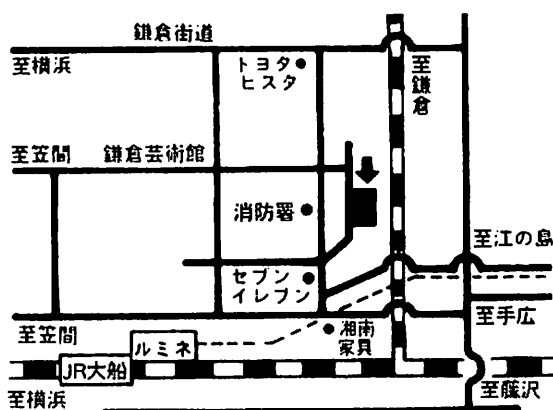 鎌倉街道
至横浜
トヨタ
ビスタ
至鎌倉
至笠間
鎌倉芸術館
消防署
至江の島
セブン
イレブン
至笠間
湘南
家具
至手広
ルミネ
JR大船
至横浜
至藤沢